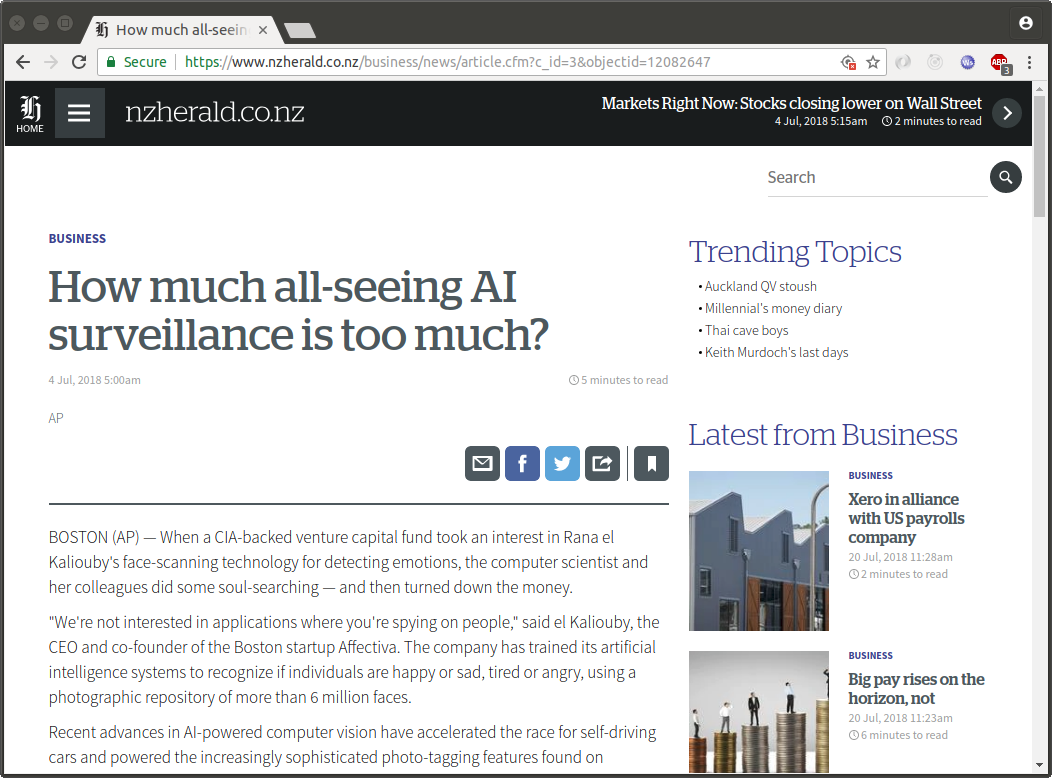 How much all-seein
Secure
https://www.nzherald.co.nz/business/news/article.cfm?c_id=3&objectid=12082647
ABP
3
HOME
nzherald.co.nz
Markets Right Now: Stocks closing lower on Wall Street
4 Jul, 2018 5:15am 2 minutes to read
Search
BUSINESS
How much all-seeing AI
surveillance is too much?
4 Jul, 2018 5:00am 5 minutes to read
AP
BOSTON (AP) — When a CIA-backed venture capital fund took an interest in Rana el
Kaliouby's face-scanning technology for detecting emotions, the computer scientist and
her colleagues did some soul-searching — and then turned down the money.
"We're not interested in applications where you're spying on people," said el Kaliouby, the
CEO and co-founder of the Boston startup Affectiva. The company has trained its artificial
intelligence systems to recognize if individuals are happy or sad, tired or angry, using a
photographic repository of more than 6 million faces.
Recent advances in AI-powered computer vision have accelerated the race for self-driving
cars and powered the increasingly sophisticated photo-tagging features found on
Trending Topics
• Auckland QV stoush
• Millennial's money diary
• Thai cave boys
• Keith Murdoch's last days
Latest from Business
BUSINESS
Xero in alliance
with US payrolls
company
20 Jul, 2018 11:28am
2 minutes to read
BUSINESS
Big pay rises on the
horizon, not
20 Jul, 2018 11:23am
6 minutes to read